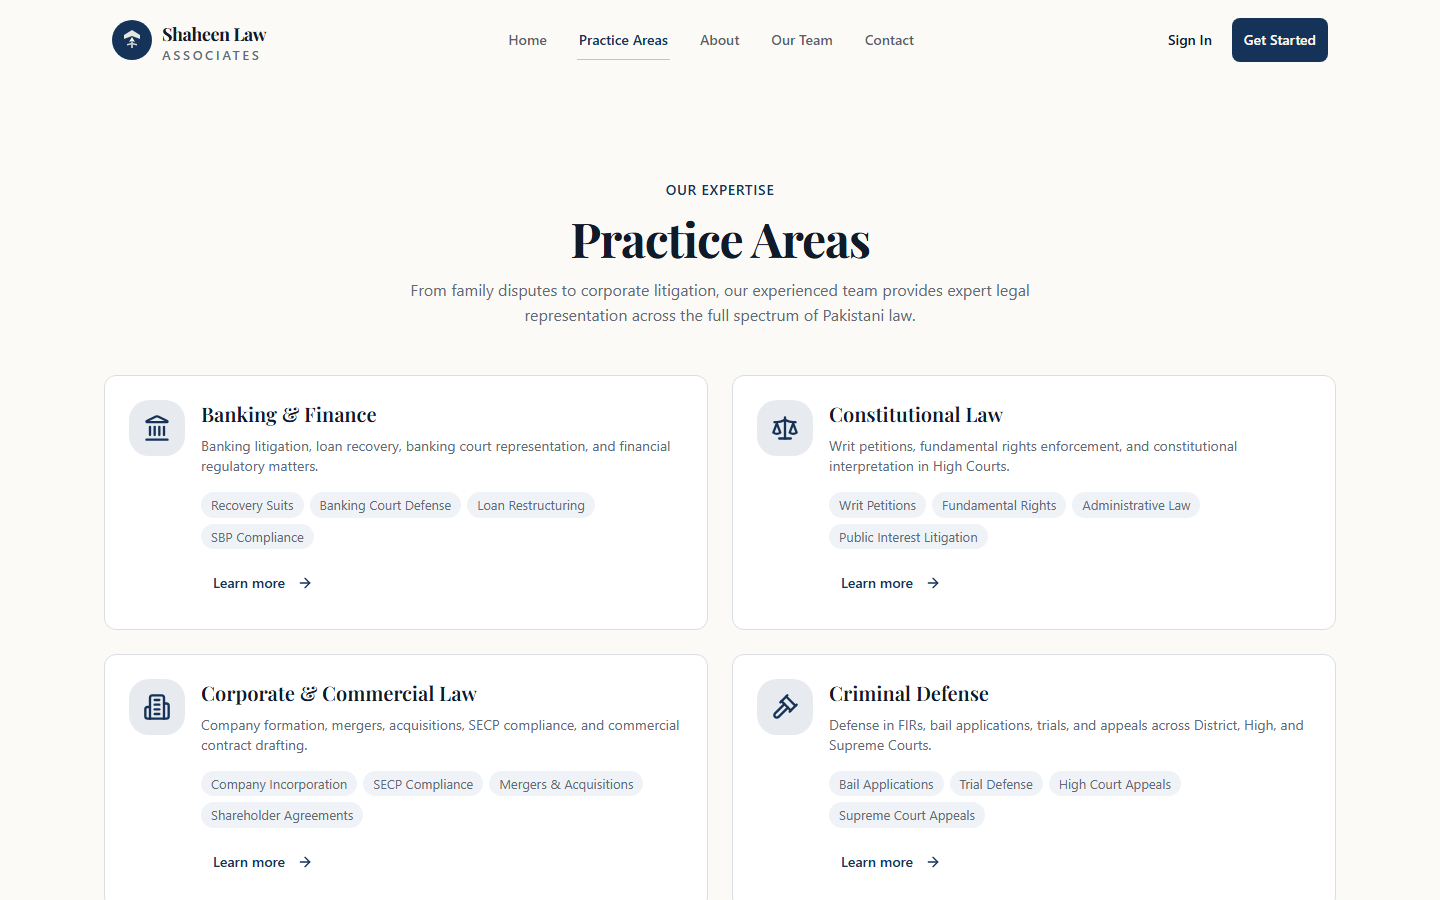 Shaheen Law
ASSOCIATES
Home
Practice Areas
About
Our Team
Contact
Sign In
Get Started
OUR EXPERTISE
Practice Areas
From family disputes to corporate litigation, our experienced team provides expert legal
representation across the full spectrum of Pakistani law.
Banking & Finance
Banking litigation, loan recovery, banking court representation, and financial
regulatory matters.
Recovery Suits
Banking Court Defense
Loan Restructuring
SBP Compliance
Learn more
Constitutional Law
Writ petitions, fundamental rights enforcement, and constitutional
interpretation in High Courts.
Writ Petitions
Fundamental Rights
Administrative Law
Public Interest Litigation
Learn more
Corporate & Commercial Law
Company formation, mergers, acquisitions, SECP compliance, and commercial
contract drafting.
Company Incorporation
SECP Compliance
Mergers & Acquisitions
Shareholder Agreements
Learn more
Criminal Defense
Defense in FIRs, bail applications, trials, and appeals across District, High, and
Supreme Courts.
Bail Applications
Trial Defense
High Court Appeals
Supreme Court Appeals
Learn more